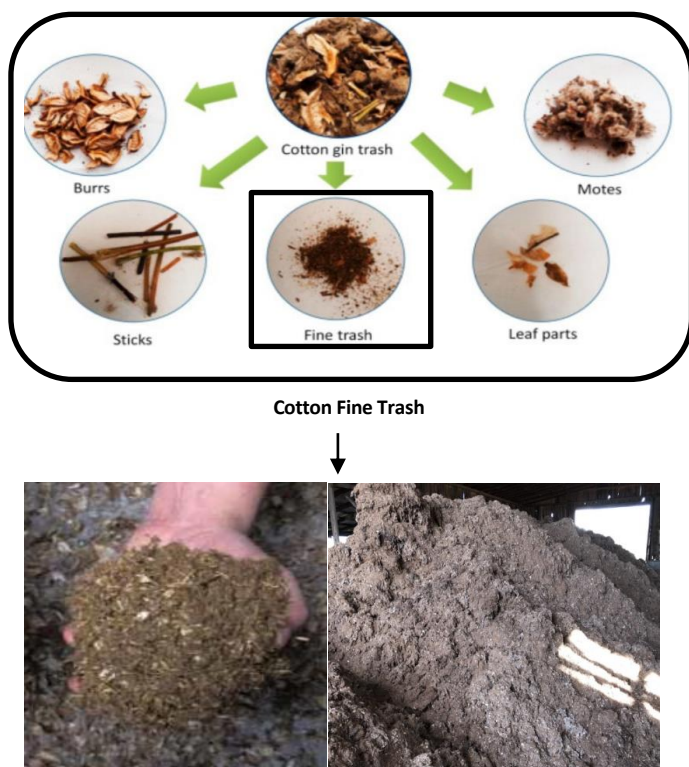 Cotton gin trash
Burrs
Motes
Sticks
Fine trash
Leaf parts
Cotton Fine Trash